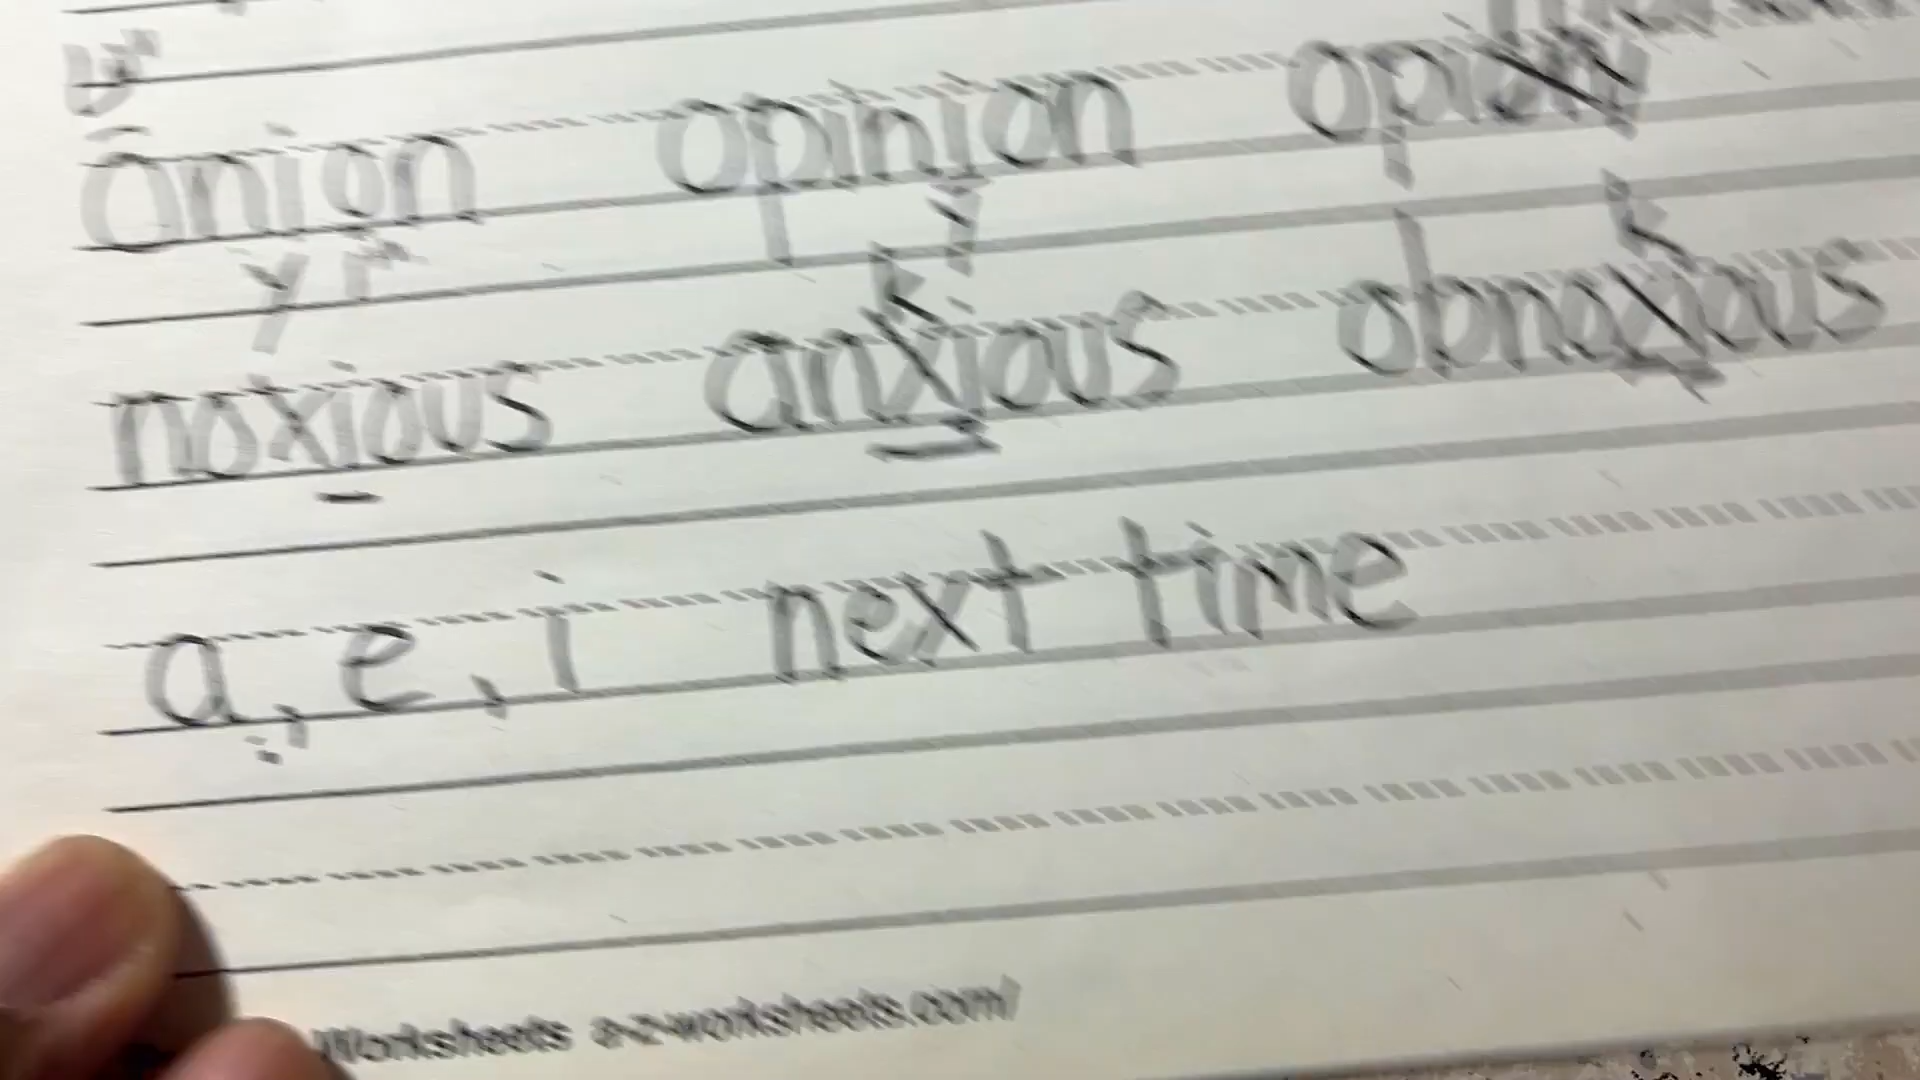 onion opinion
y y
k k
noxious anxious obnoxious
a, e, i next time
Worksheets a-z-worksheets.com/